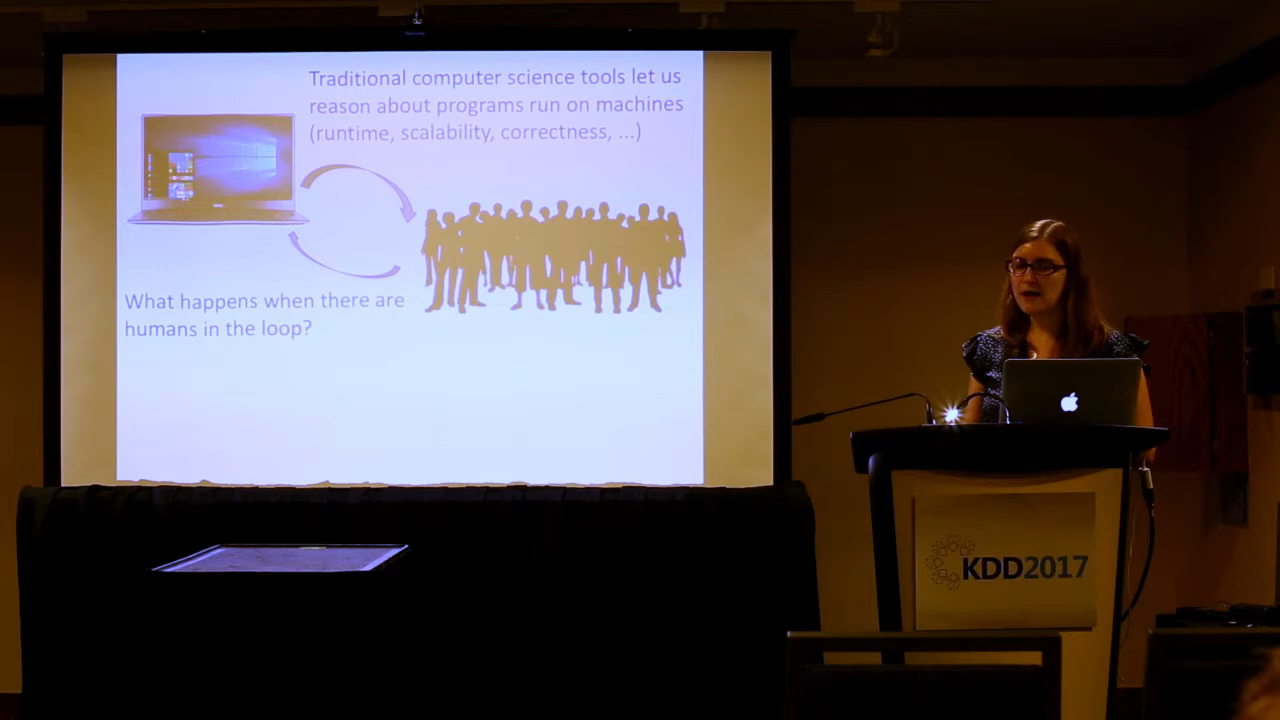 Traditional computer science tools let us
reason about programs run on machines
(runtime, scalability, correctness, ...)
What happens when there are
humans in the loop?
KDD2017